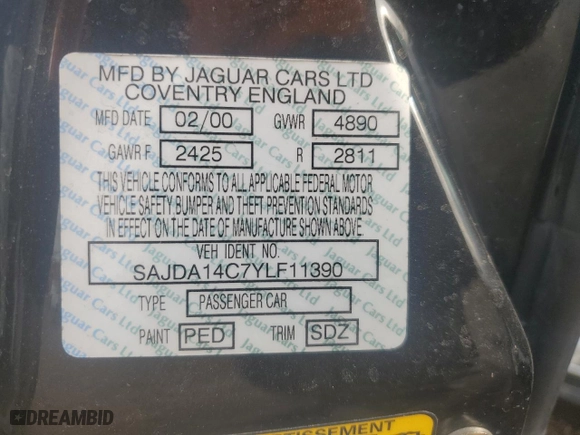 MFD BY JAGUAR CARS LTD
COVENTRY ENGLAND
MFD DATE 02/00 GVWR 4890
GAWR F 2425 R 2811
THIS VEHICLE CONFORMS TO ALL APPLICABLE FEDERAL MOTOR
VEHICLE SAFETY, BUMPER AND THEFT PREVENTION STANDARDS
IN EFFECT ON THE DATE OF MANUFACTURE SHOWN ABOVE
VEH IDENT NO.
SAJDA14C7YLF11390
TYPE PASSENGER CAR
PAINT PED TRIM SDZ
DREAMBID